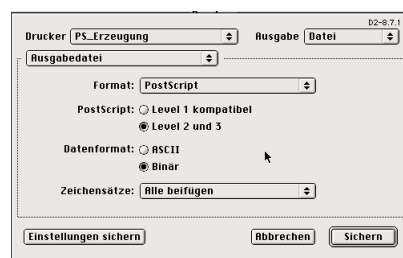 D2-8.7.1
Drucker PS_Erzeugung Ausgabe Datei
Ausgabedatei
Format: PostScript
PostScript: Level 1 kompatibel
Level 2 und 3
Datenformat: ASCII
Binär
Zeichensätze: Alle beifügen
Einstellungen sichern Abbrechen Sichern